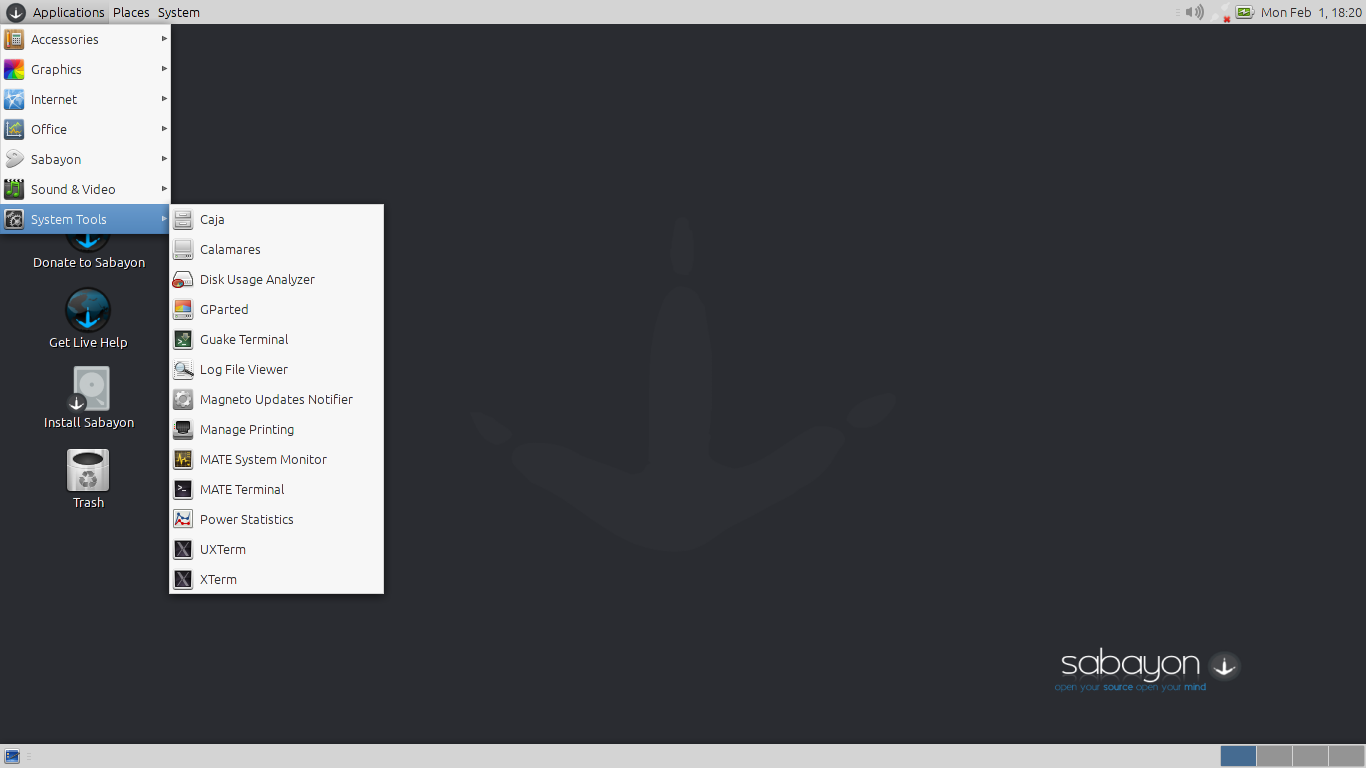 Applications Places System
Mon Feb 1, 18:20
Accessories
Graphics
Internet
Office
Sabayon
Sound & Video
System Tools
Caja
Calamares
Disk Usage Analyzer
GParted
Guake Terminal
Log File Viewer
Magneto Updates Notifier
Manage Printing
MATE System Monitor
MATE Terminal
Power Statistics
UXTerm
XTerm
Donate to Sabayon
Get Live Help
Install Sabayon
Trash
sabayon
open your source open your mind